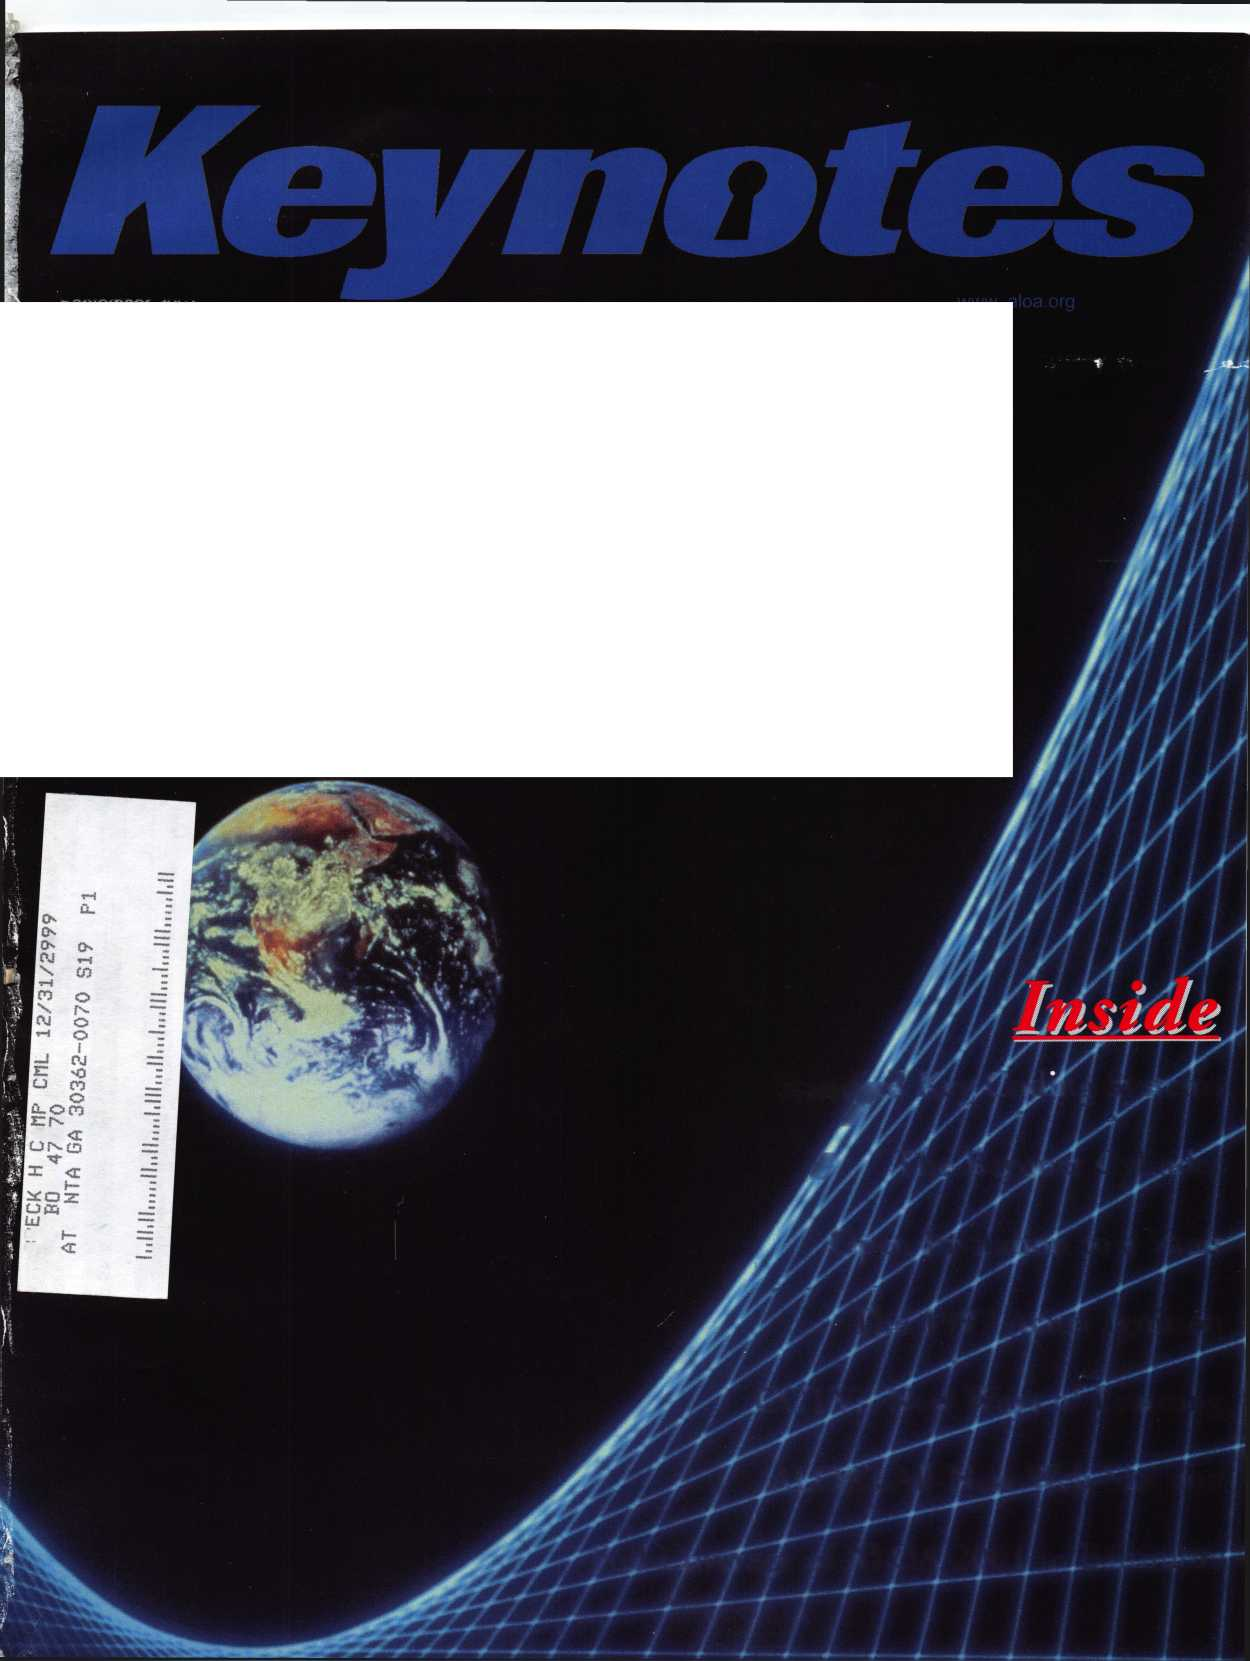 Keynotes
www.aloa.org
Inside
ECK H C MP CML 12/31/2999
BO 47 70
AT NTA GA 30362-0070 S19 P1